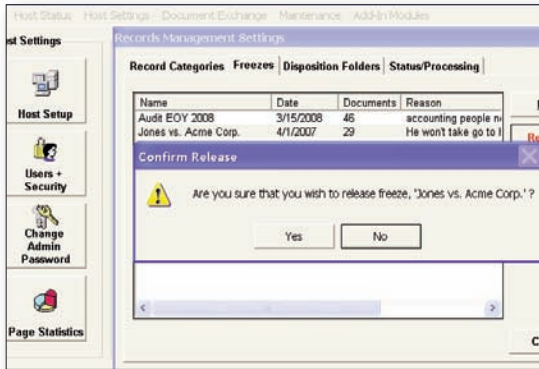 Host Status Host Settings Document Exchange Maintenance Add-In Modules
st Settings
Records Management Settings
Record Categories Freezes Disposition Folders Status/Processing
Name Date Documents Reason
Audit EOY 2008 3/15/2008 46 accounting people n
Jones vs. Acme Corp. 4/1/2007 29 He won't take go to
Confirm Release
Are you sure that you wish to release freeze, 'Jones vs. Acme Corp.' ?
Yes No
Host Setup
Users +
Security
Change
Admin
Password
Page Statistics